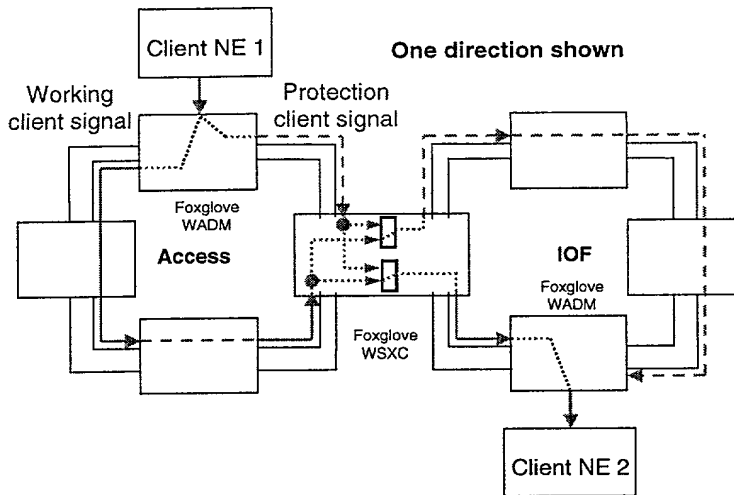 Client NE 1
One direction shown
Working
client signal
Protection
client signal
Foxglove
WADM
Access
IOF
Foxglove
WADM
Foxglove
WSXC
Client NE 2